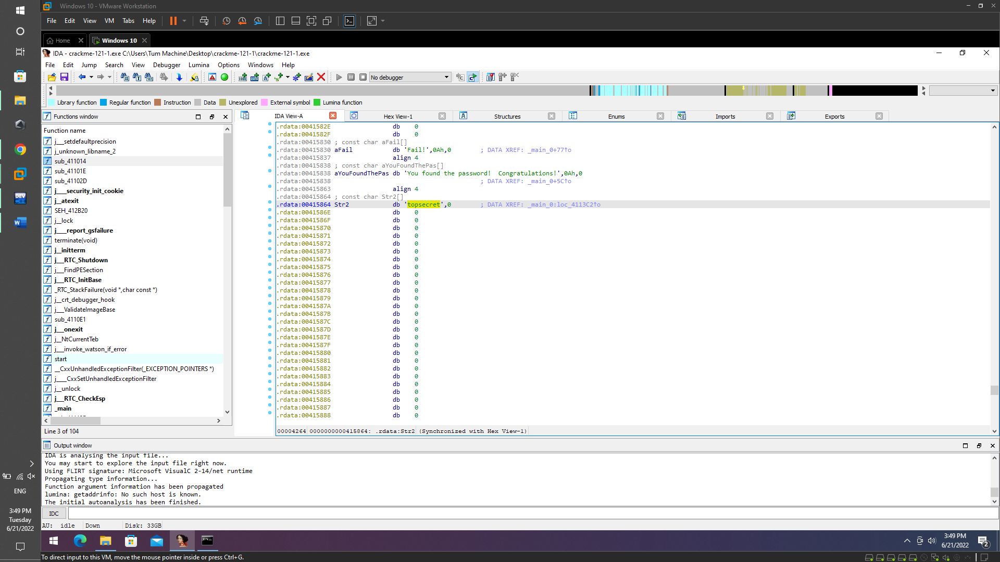 Windows 10 - VMware Workstation
File Edit View VM Tabs Help
Home Windows 10
IDA - crackme-121-1.exe C:\Users\Tum Machine\Desktop\crackme-121-1\crackme-121-1.exe
File Edit Jump Search View Debugger Lumina Options Windows Help
No debugger
Library function Regular function Instruction Data Unexplored External symbol Lumina function
Functions window
Function name
j___setdefaultprecision
j_unknown_libname_2
sub_411014
sub_41101E
sub_41102D
j___security_init_cookie
j__atexit
SEH_412B20
j__lock
j___report_gsfailure
terminate(void)
j__initterm
j___RTC_Shutdown
j___FindPESection
j___RTC_InitBase
_RTC_StackFailure(void *,char const *)
j__crt_debugger_hook
j___ValidateImageBase
sub_4110E1
j___onexit
j__NtCurrentTeb
j___invoke_watson_if_error
start
__CxxUnhandledExceptionFilter(_EXCEPTION_POINTERS *)
j____CxxSetUnhandledExceptionFilter
j__unlock
j___RTC_CheckEsp
_main
Line 3 of 104
IDA View-A Hex View-1 Structures Enums Imports Exports
.rdata:0041582E db 0
.rdata:0041582F db 0
.rdata:00415830 ; const char aFail[]
.rdata:00415830 aFail db 'Fail!',0Ah,0 ; DATA XREF: _main_0+77↑o
.rdata:00415837 align 4
.rdata:00415838 ; const char aYouFoundThePas[]
.rdata:00415838 aYouFoundThePas db 'You found the password!  Congratulations!',0Ah,0
.rdata:00415838 ; DATA XREF: _main_0+5C↑o
.rdata:00415863 align 4
.rdata:00415864 ; const char Str2[]
.rdata:00415864 Str2 db 'topsecret',0 ; DATA XREF: _main_0:loc_4113C2↑o
.rdata:0041586E db 0
.rdata:0041586F db 0
.rdata:00415870 db 0
.rdata:00415871 db 0
.rdata:00415872 db 0
.rdata:00415873 db 0
.rdata:00415874 db 0
.rdata:00415875 db 0
.rdata:00415876 db 0
.rdata:00415877 db 0
.rdata:00415878 db 0
.rdata:00415879 db 0
.rdata:0041587A db 0
.rdata:0041587B db 0
.rdata:0041587C db 0
.rdata:0041587D db 0
.rdata:0041587E db 0
.rdata:0041587F db 0
.rdata:00415880 db 0
.rdata:00415881 db 0
.rdata:00415882 db 0
.rdata:00415883 db 0
.rdata:00415884 db 0
.rdata:00415885 db 0
.rdata:00415886 db 0
.rdata:00415887 db 0
.rdata:00415888 db 0
00004264 0000000000415864: .rdata:Str2 (Synchronized with Hex View-1)
Output window
IDA is analysing the input file...
You may start to explore the input file right now.
Using FLIRT signature: Microsoft VisualC 2-14/net runtime
Propagating type information...
Function argument information has been propagated
lumina: getaddrinfo: No such host is known.
The initial autoanalysis has been finished.
IDC
AU: idle Down Disk: 33GB
3:49 PM
6/21/2022
2
To direct input to this VM, move the mouse pointer inside or press Ctrl+G.
DEV
ENG
3:49 PM
Tuesday
6/21/2022